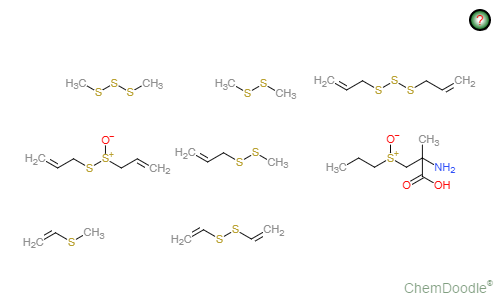 ?
H₃C S S S CH₃
H₃C S S CH₃
H₂C S S S CH₂
H₂C S S⁺ O⁻ CH₂
H₂C S S CH₃
H₃C S⁺ O⁻ CH₃ NH₂ O OH
H₂C S CH₃
H₂C S S CH₂
ChemDoodle®